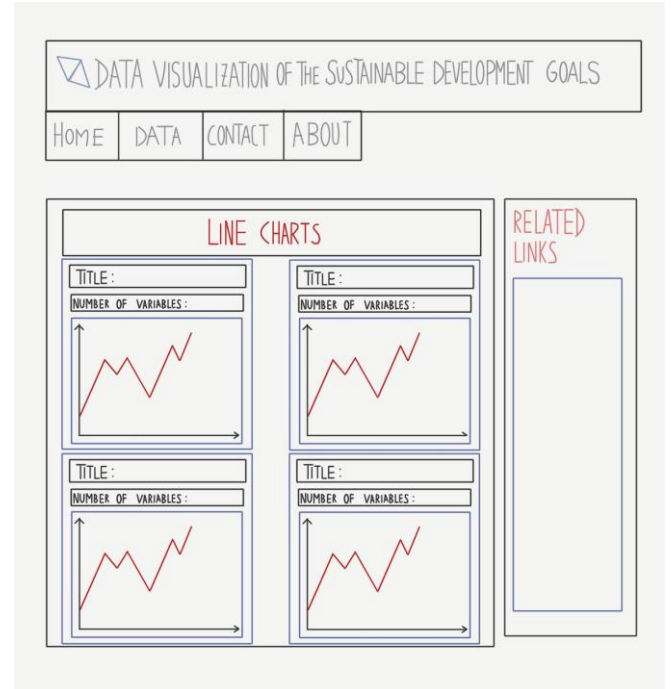 DATA VISUALIZATION OF THE SUSTAINABLE DEVELOPMENT GOALS
HOME DATA CONTACT ABOUT
LINE CHARTS
TITLE:
NUMBER OF VARIABLES:
TITLE:
NUMBER OF VARIABLES:
TITLE:
NUMBER OF VARIABLES:
TITLE:
NUMBER OF VARIABLES:
RELATED
LINKS